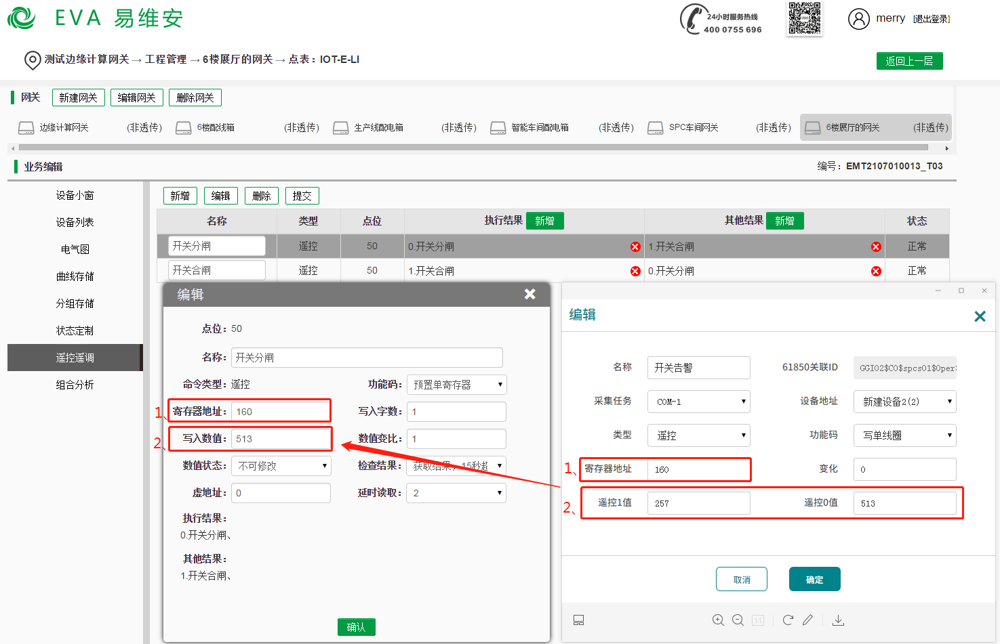 EVA 易维安
24小时服务热线
400 0755 696
merry [退出登录]
测试边缘计算网关→工程管理→6楼展厅的网关→点表：IOT-E-LI
返回上一层
网关 新建网关 编辑网关 删除网关
边缘计算网关 (非透传) 6楼配线箱 (非透传) 生产线配电箱 (非透传) 智能车间配电箱 (非透传) SPC车间网关 (非透传) 6楼展厅的网关 (非透传)
业务编辑 编号：EMT2107010013_T03
设备小窗
设备列表
电气图
曲线存储
分组存储
状态定制
遥控遥调
组合分析
新增 编辑 删除 提交
名称 类型 点位 执行结果 新增 其他结果 新增 状态
开关分闸 遥控 50 0.开关分闸 1.开关合闸 正常
开关合闸 遥控 50 1.开关合闸 0.开关分闸 正常
编辑
点位：50
名称：开关分闸
命令类型：遥控 功能码：预置单寄存器
1、寄存器地址：160 写入字数：1
2、写入数值：513 数值变比：1
数值状态：不可修改 检查结果：获取结果，15秒超
虚地址：0 延时读取：2
执行结果：
0.开关分闸、
其他结果：
1.开关合闸、
确认
编辑
名称 开关告警 61850关联ID GGIO2$CO$spcs01$Oper
采集任务 COM-1 设备地址 新建设备2(2)
类型 遥控 功能码 写单线圈
1、寄存器地址 160 变化 0
2、遥控1值 257 遥控0值 513
取消 确定
1:1